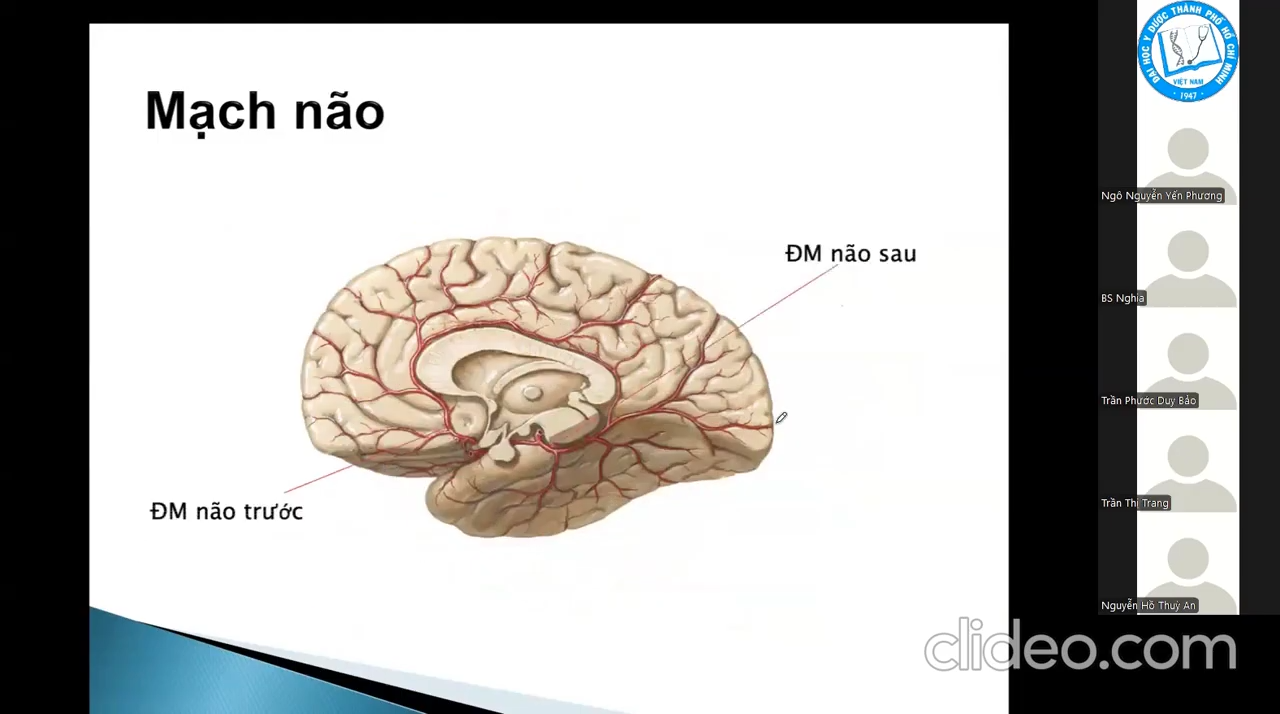 Mạch não
ĐM não sau
ĐM não trước
ĐẠI HỌC Y DƯỢC THÀNH PHỐ HỒ CHÍ MINH
VIỆT NAM
1947
Ngô Nguyễn Yến Phương
BS Nghĩa
Trần Phước Duy Bảo
Trần Thị Trang
Nguyễn Hồ Thuỳ An
clideo.com